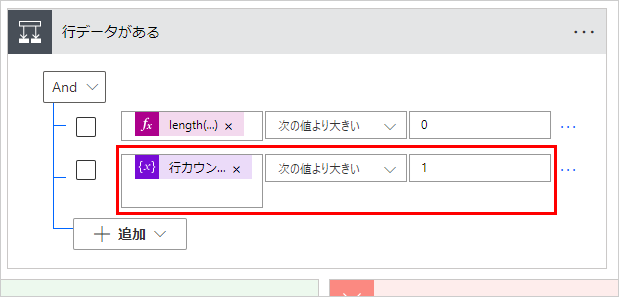 行データがある ...
And
fx length(...) × 次の値より大きい 0 ...
{x} 行カウン... × 次の値より大きい 1 ...
+ 追加